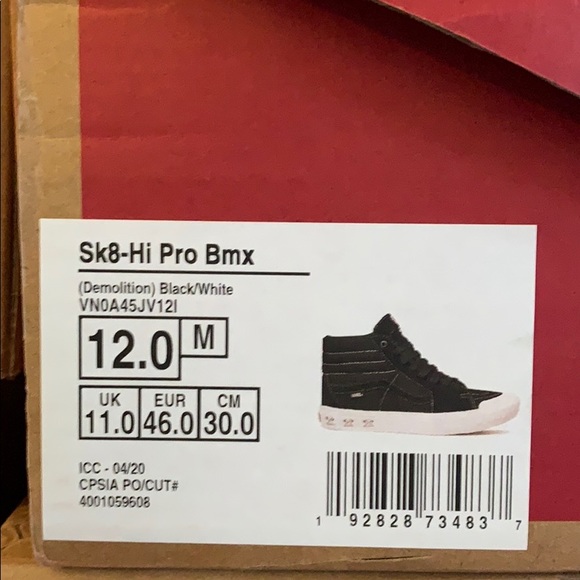 Sk8-Hi Pro Bmx
(Demolition) Black/White
VN0A45JV12I
12.0 M
UK EUR CM
11.0 46.0 30.0
ICC - 04/20
CPSIA PO/CUT#
4001059608
1 92828 73483 7